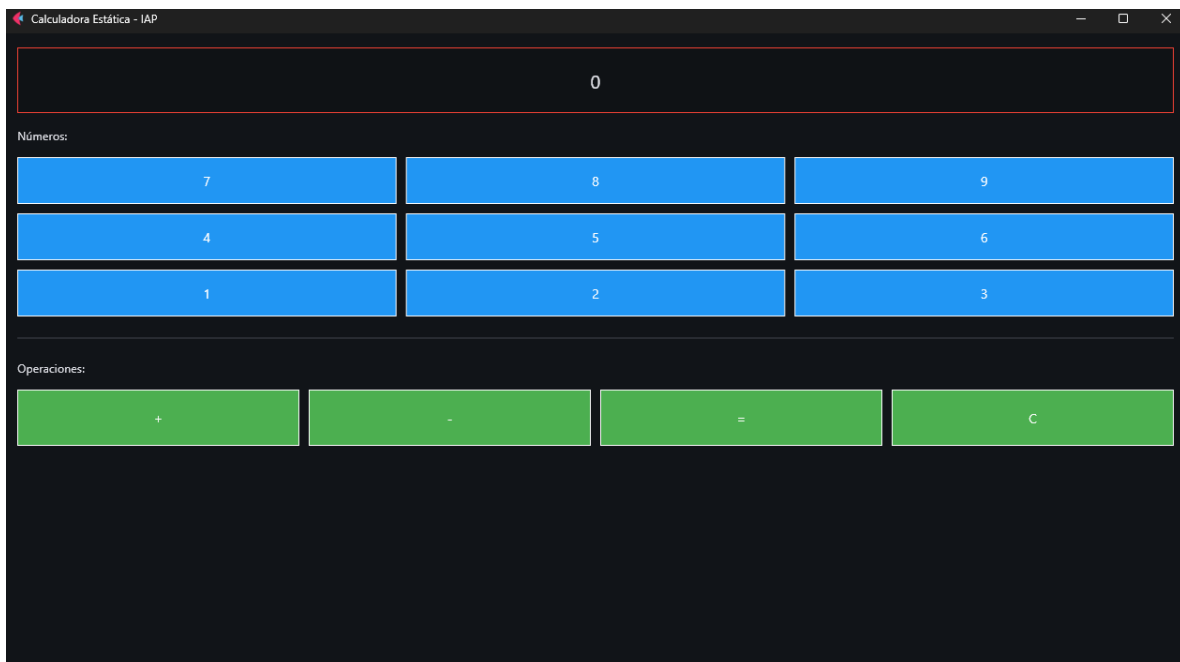 Calculadora Estática - IAP
0
Números:
7 8 9
4 5 6
1 2 3
Operaciones:
+ - = C